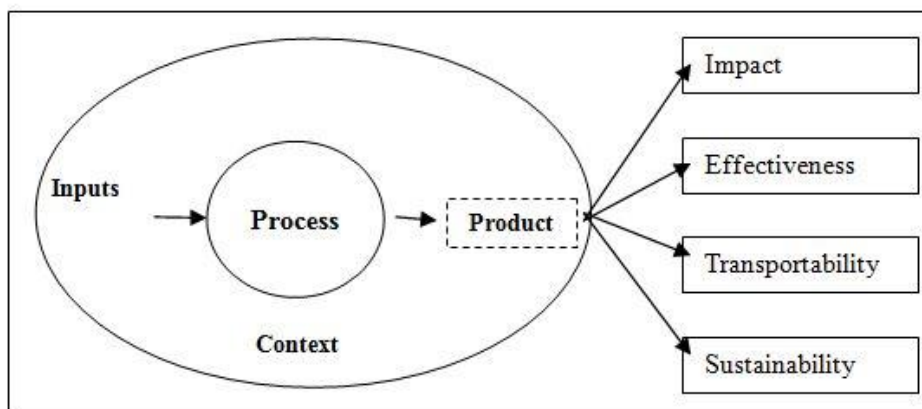 Inputs
Process
Product
Context
Impact
Effectiveness
Transportability
Sustainability